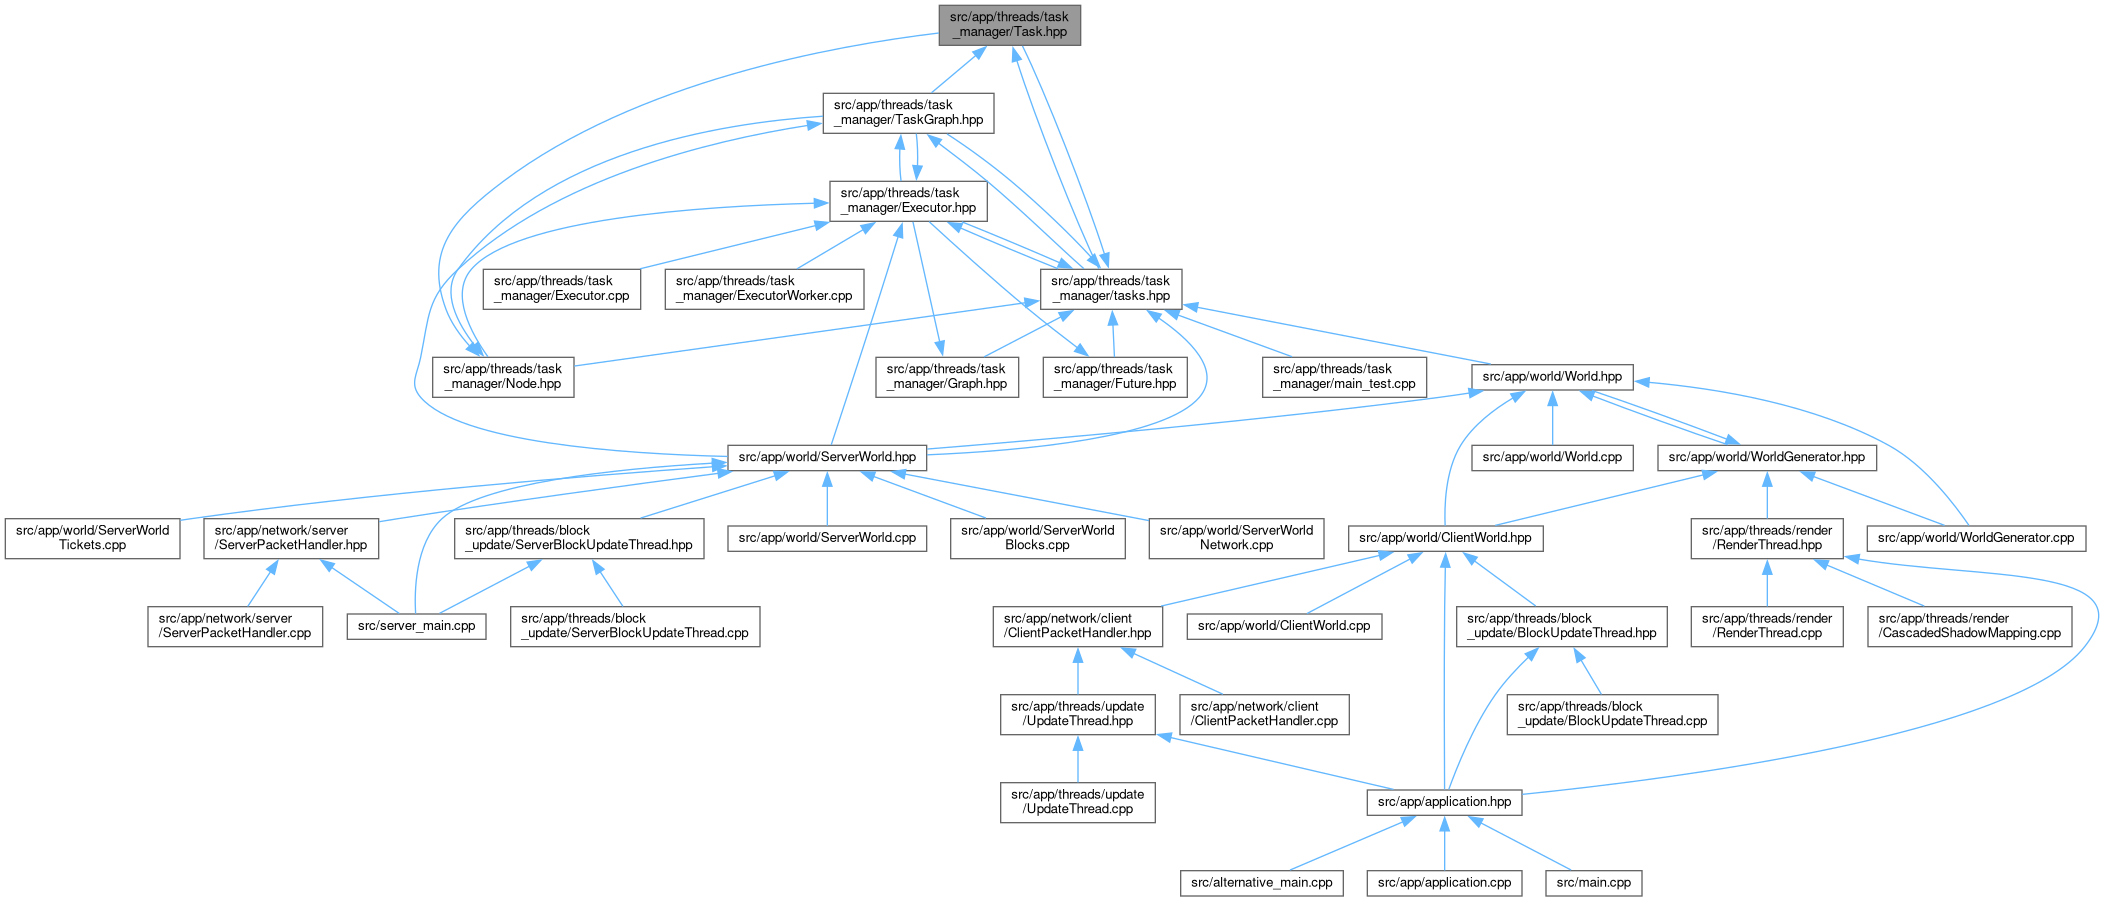 src/app/threads/task
_manager/Task.hpp
src/app/threads/task
_manager/TaskGraph.hpp
src/app/threads/task
_manager/Executor.hpp
src/app/threads/task
_manager/Executor.cpp
src/app/threads/task
_manager/ExecutorWorker.cpp
src/app/threads/task
_manager/tasks.hpp
src/app/threads/task
_manager/Node.hpp
src/app/threads/task
_manager/Graph.hpp
src/app/threads/task
_manager/Future.hpp
src/app/threads/task
_manager/main_test.cpp
src/app/world/World.hpp
src/app/world/ServerWorld.hpp
src/app/world/World.cpp
src/app/world/WorldGenerator.hpp
src/app/world/ServerWorld
Tickets.cpp
src/app/network/server
/ServerPacketHandler.hpp
src/app/threads/block
_update/ServerBlockUpdateThread.hpp
src/app/world/ServerWorld.cpp
src/app/world/ServerWorld
Blocks.cpp
src/app/world/ServerWorld
Network.cpp
src/app/world/ClientWorld.hpp
src/app/threads/render
/RenderThread.hpp
src/app/world/WorldGenerator.cpp
src/app/network/server
/ServerPacketHandler.cpp
src/server_main.cpp
src/app/threads/block
_update/ServerBlockUpdateThread.cpp
src/app/network/client
/ClientPacketHandler.hpp
src/app/world/ClientWorld.cpp
src/app/threads/block
_update/BlockUpdateThread.hpp
src/app/threads/render
/RenderThread.cpp
src/app/threads/render
/CascadedShadowMapping.cpp
src/app/threads/update
/UpdateThread.hpp
src/app/network/client
/ClientPacketHandler.cpp
src/app/threads/block
_update/BlockUpdateThread.cpp
src/app/threads/update
/UpdateThread.cpp
src/app/application.hpp
src/alternative_main.cpp
src/app/application.cpp
src/main.cpp